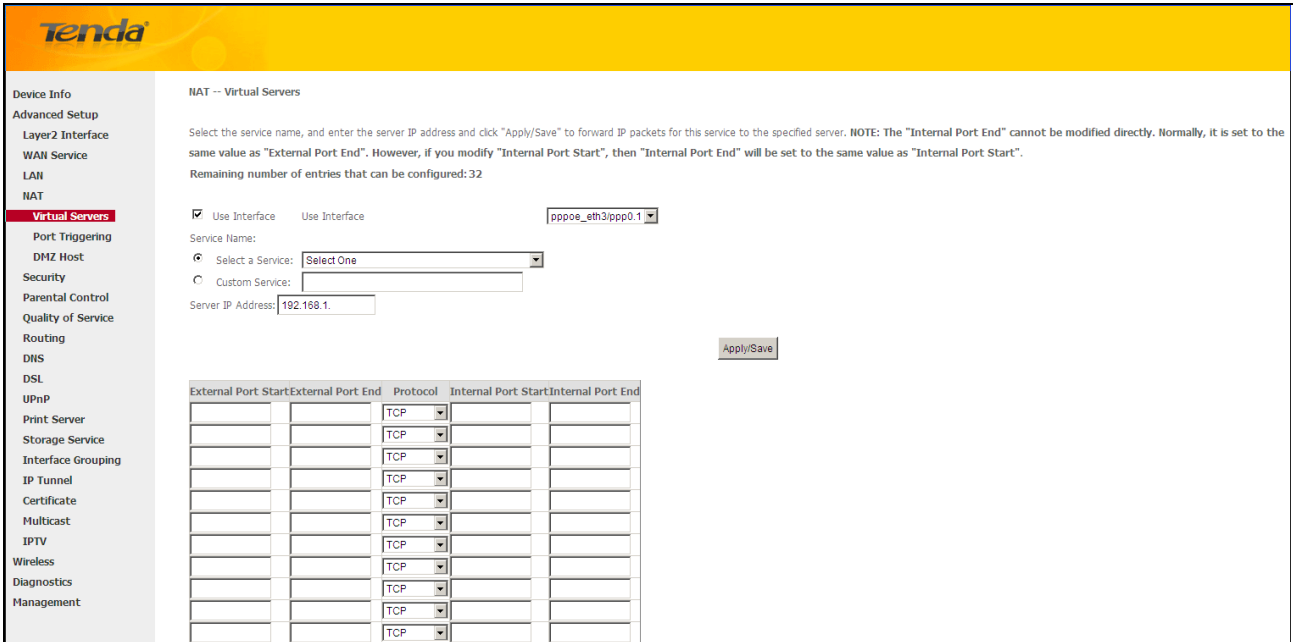 Tenda
Device Info
Advanced Setup
Layer2 Interface
WAN Service
LAN
NAT
Virtual Servers
Port Triggering
DMZ Host
Security
Parental Control
Quality of Service
Routing
DNS
DSL
UPnP
Print Server
Storage Service
Interface Grouping
IP Tunnel
Certificate
Multicast
IPTV
Wireless
Diagnostics
Management
NAT -- Virtual Servers
Select the service name, and enter the server IP address and click "Apply/Save" to forward IP packets for this service to the specified server. NOTE: The "Internal Port End" cannot be modified directly. Normally, it is set to the
same value as "External Port End". However, if you modify "Internal Port Start", then "Internal Port End" will be set to the same value as "Internal Port Start".
Remaining number of entries that can be configured: 32
Use Interface Use Interface pppoe_eth3/ppp0.1
Service Name:
Select a Service: Select One
Custom Service:
Server IP Address: 192.168.1.
Apply/Save
External Port Start External Port End Protocol Internal Port Start Internal Port End
TCP
TCP
TCP
TCP
TCP
TCP
TCP
TCP
TCP
TCP
TCP